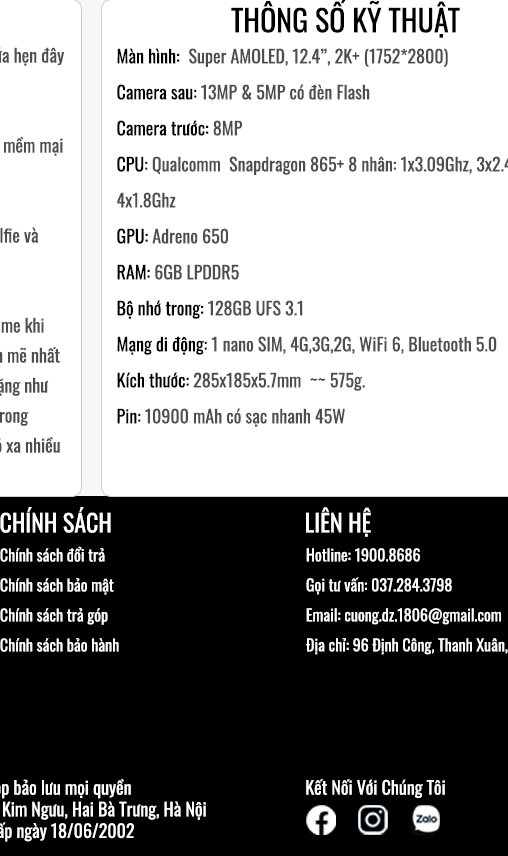 THÔNG SỐ KỸ THUẬT
hẹn đây
mềm mại
và
khi
mẽ nhất
như
xa nhiều
Màn hình: Super AMOLED, 12.4”, 2K+ (1752*2800)
Camera sau: 13MP & 5MP có đèn Flash
Camera trước: 8MP
CPU: Qualcomm Snapdragon 865+ 8 nhân: 1x3.09Ghz, 3x2.4
4x1.8Ghz
GPU: Adreno 650
RAM: 6GB LPDDR5
Bộ nhớ trong: 128GB UFS 3.1
Mạng di động: 1 nano SIM, 4G,3G,2G, WiFi 6, Bluetooth 5.0
Kích thước: 285x185x5.7mm ~~ 575g.
Pin: 10900 mAh có sạc nhanh 45W
CHÍNH SÁCH
Chính sách đổi trả
Chính sách bảo mật
Chính sách trả góp
Chính sách bảo hành
LIÊN HỆ
Hotline: 1900.8686
Gọi tư vấn: 037.284.3798
Email: cuong.dz.1806@gmail.com
Địa chỉ: 96 Định Công, Thanh Xuân,
bảo lưu mọi quyền
Kim Ngưu, Hai Bà Trưng, Hà Nội
ngày 18/06/2002
Kết Nối Với Chúng Tôi
Zalo